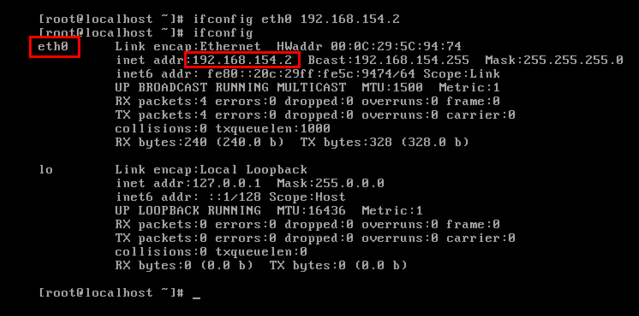 [root@localhost ~]# ifconfig eth0 192.168.154.2
[root@localhost ~]# ifconfig
eth0 Link encap:Ethernet HWaddr 00:0C:29:5C:94:74
inet addr:192.168.154.2 Bcast:192.168.154.255 Mask:255.255.255.0
inet6 addr: fe80::20c:29ff:fe5c:9474/64 Scope:Link
UP BROADCAST RUNNING MULTICAST MTU:1500 Metric:1
RX packets:4 errors:0 dropped:0 overruns:0 frame:0
TX packets:4 errors:0 dropped:0 overruns:0 carrier:0
collisions:0 txqueuelen:1000
RX bytes:240 (240.0 b) TX bytes:328 (328.0 b)
lo Link encap:Local Loopback
inet addr:127.0.0.1 Mask:255.0.0.0
inet6 addr: ::1/128 Scope:Host
UP LOOPBACK RUNNING MTU:16436 Metric:1
RX packets:0 errors:0 dropped:0 overruns:0 frame:0
TX packets:0 errors:0 dropped:0 overruns:0 carrier:0
collisions:0 txqueuelen:0
RX bytes:0 (0.0 b) TX bytes:0 (0.0 b)
[root@localhost ~]# _